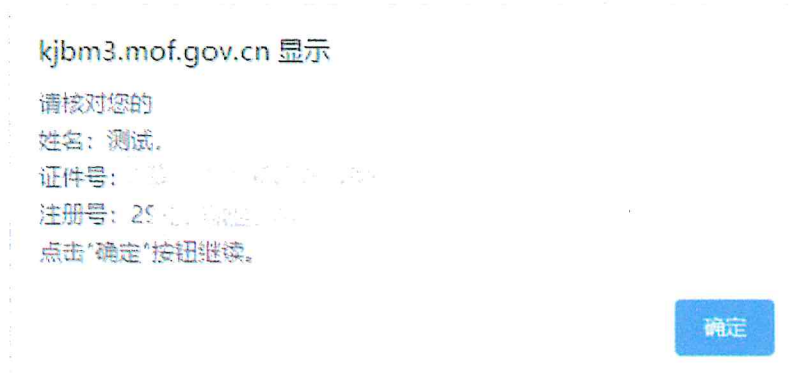 kjbm3.mof.gov.cn 显示
请核对您的
姓名：测试，
证件号：
注册号：29
点击“确定”按钮继续。
确定